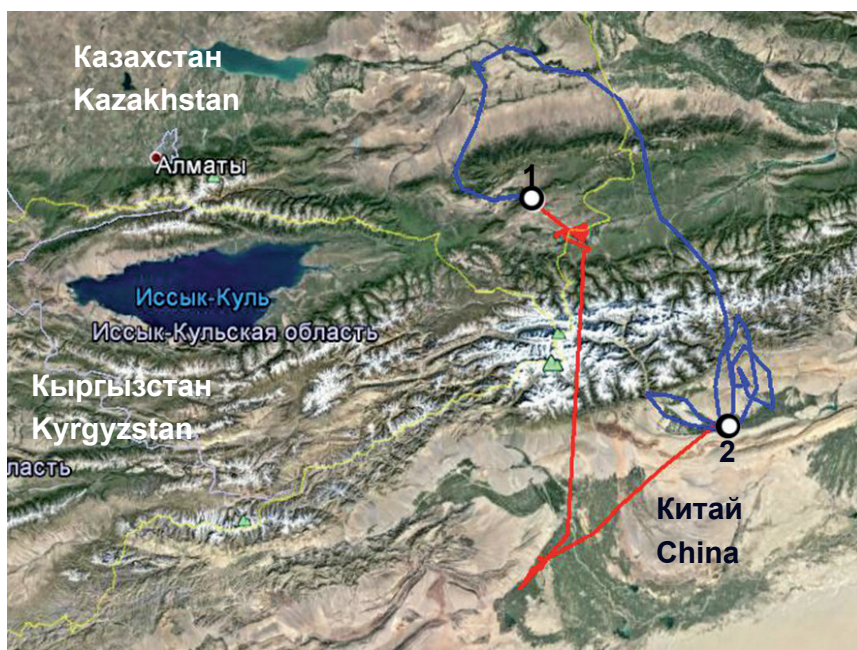 Казахстан
Kazakhstan
Алматы
1
Иссык-Куль
Иссык-Кульская область
Кыргызстан
Kyrgyzstan
ласть
2
Китай
China